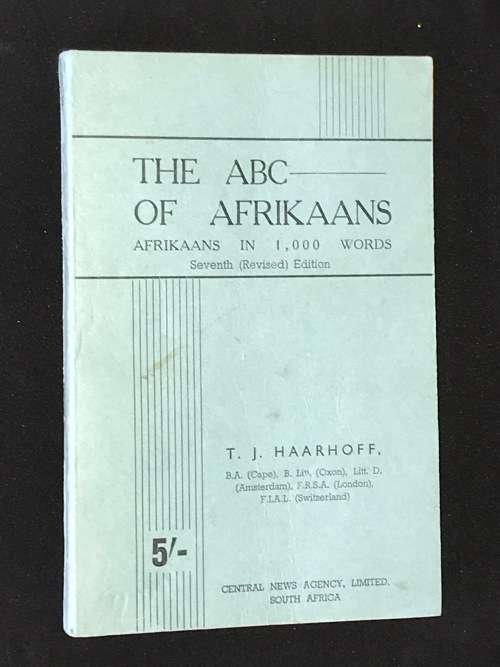 THE ABC
OF AFRIKAANS
AFRIKAANS IN 1,000 WORDS
Seventh (Revised) Edition
T. J. HAARHOFF,
B.A. (Cape), B. Litt, (Oxon), Litt. D.
(Amsterdam), F.R.S.A. (London),
F.I.A.L. (Switzerland)
5/-
CENTRAL NEWS AGENCY, LIMITED.
SOUTH AFRICA